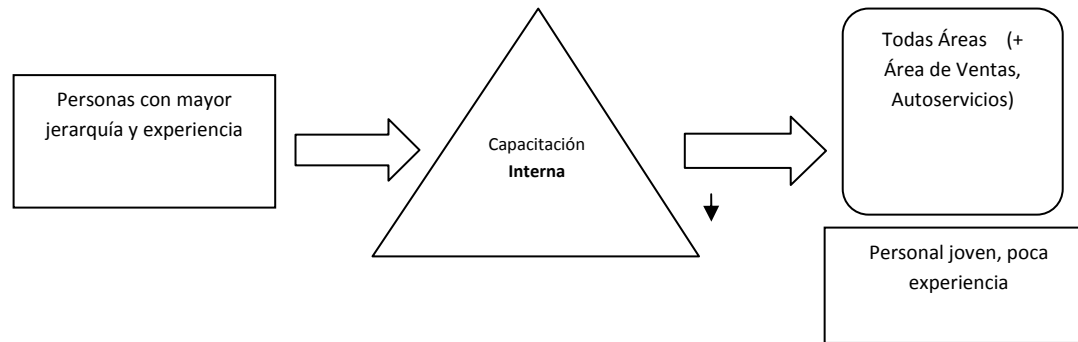 Personas con mayor
jerarquía y experiencia
Capacitación
Interna
Todas Áreas (+
Área de Ventas,
Autoservicios)
Personal joven, poca
experiencia